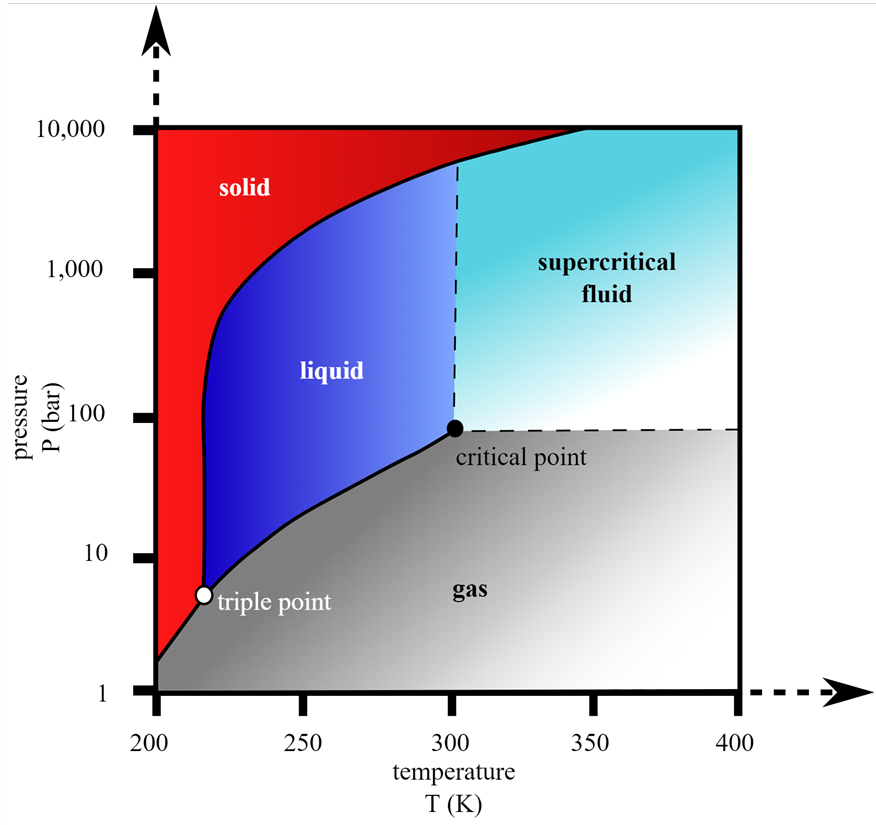 10,000
solid
1,000
supercritical
fluid
liquid
pressure
P (bar)
100
critical point
10
gas
triple point
1
200
250
300
350
400
temperature
T (K)